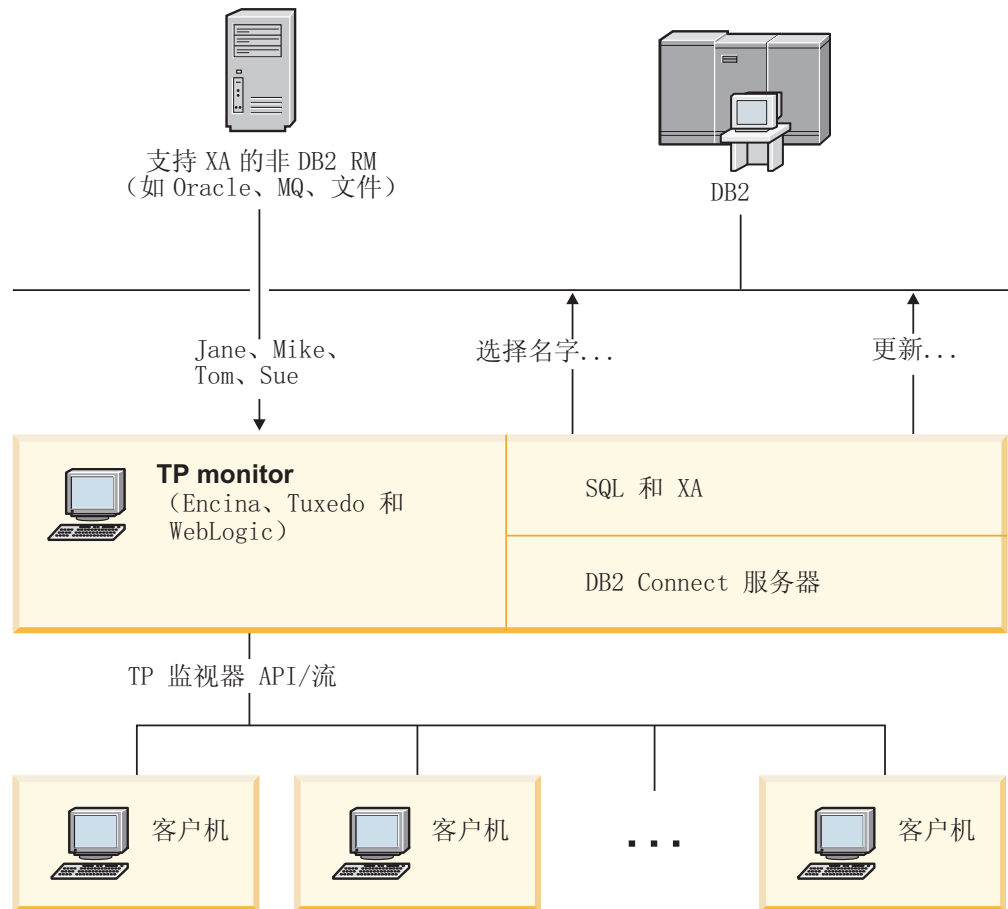 支持 XA 的非 DB2 RM
（如 Oracle、MQ、文件）
DB2
Jane、Mike、
Tom、Sue
选择名字...
更新...
TP monitor
（Encina、Tuxedo 和
WebLogic）
SQL 和 XA
DB2 Connect 服务器
TP 监视器 API/流
客户机
客户机
...
客户机